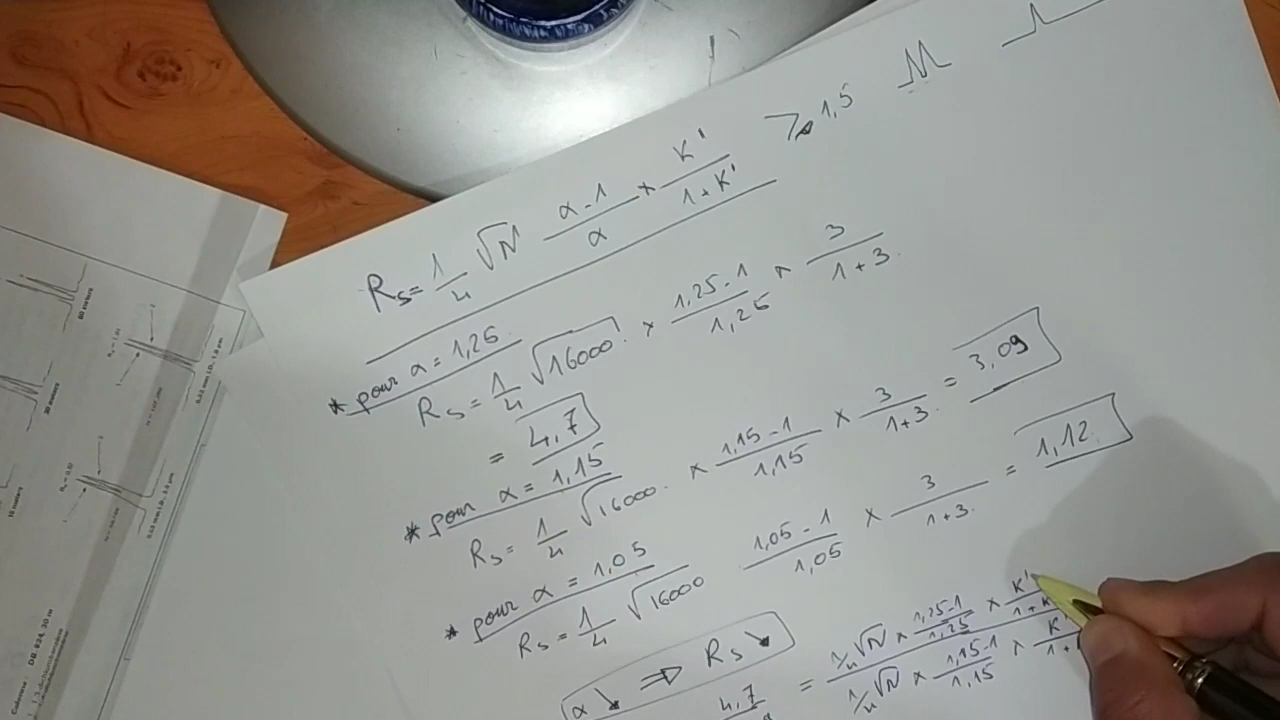 Rs = 1/4 √N α-1/α × K'/1+K' ⩾ 1,5
* pour α = 1,25
Rs = 1/4 √16000 × 1,25-1/1,25 × 3/1+3
= 4,7
* pour α = 1,15
Rs = 1/4 √16000 × 1,15-1/1,15 × 3/1+3 = 3,09
* pour α = 1,05
Rs = 1/4 √16000 1,05-1/1,05 × 3/1+3 = 1,12
α ↘ ⇒ Rs ↘
4,7 = 1/4 √N × 1,25-1/1,25 × K'/1+K
1/4 √N × 1,15-1/1,15 × K'/1+
60 meters
30 meters